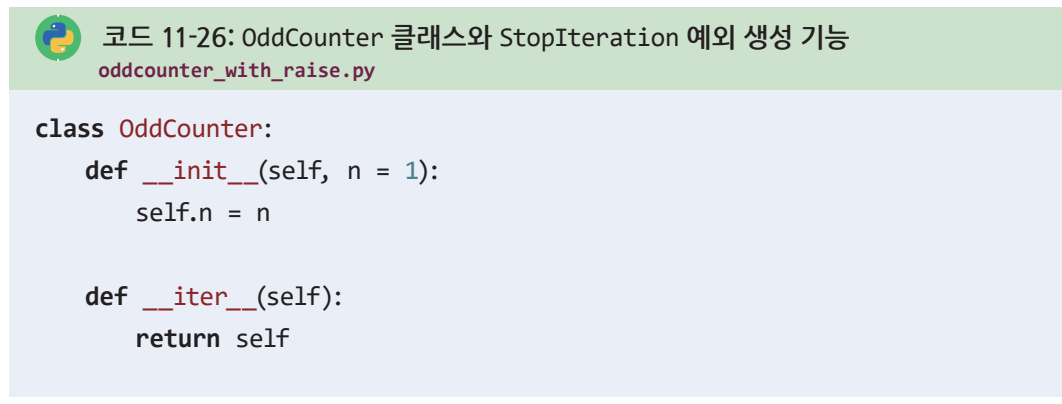 코드 11-26: OddCounter 클래스와 StopIteration 예외 생성 기능
oddcounter_with_raise.py
class OddCounter:
    def __init__(self, n = 1):
        self.n = n
    def __iter__(self):
        return self